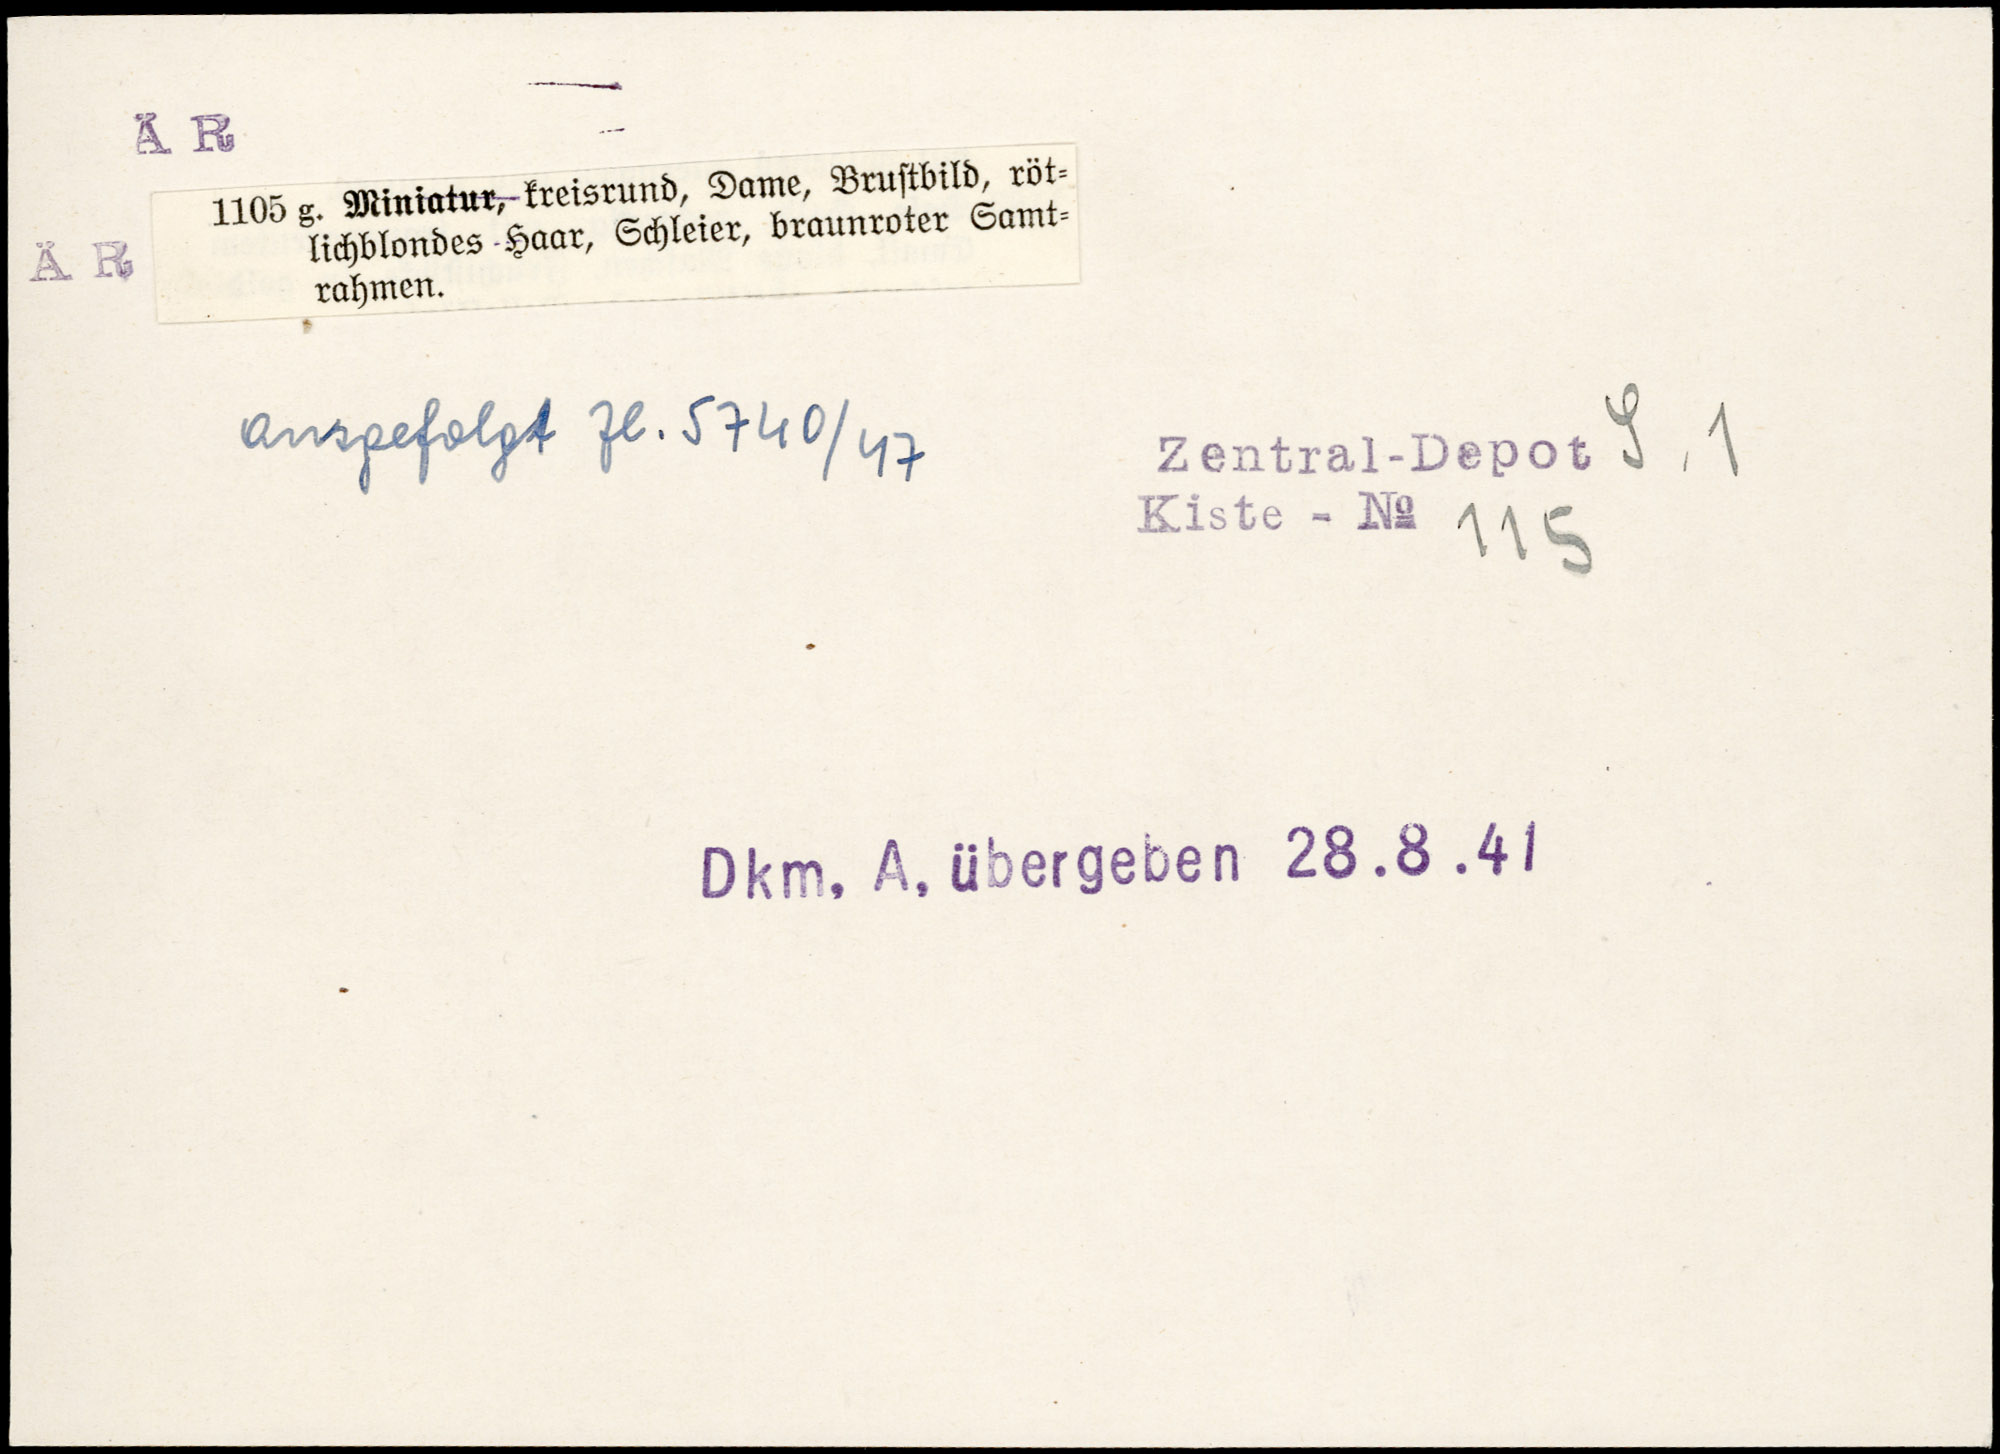 Ä R
1105 g. Miniatur, kreisrund, Dame, Brustbild, röt-
lichblondes Haar, Schleier, braunroter Samt-
rahmen.
Ä R
ausgefolgt Zl. 5740/47
Zentral-Depot S. 1
Kiste - № 115
Dkm. A. übergeben 28.8.41